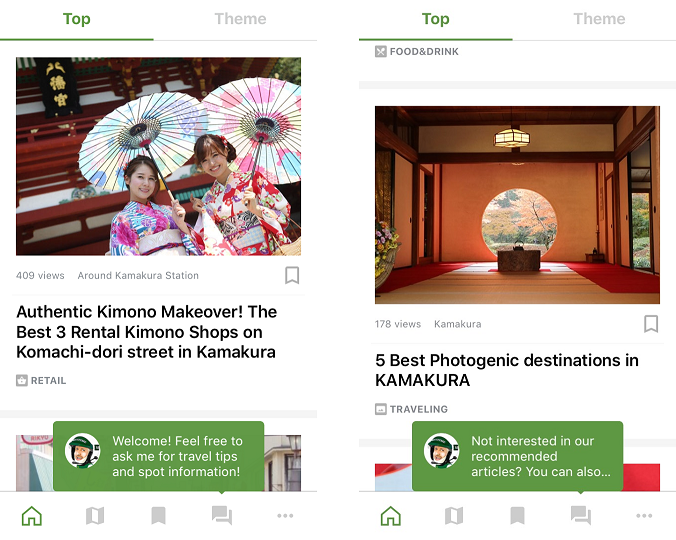 Top
Theme
409 views
Around Kamakura Station
Authentic Kimono Makeover! The
Best 3 Rental Kimono Shops on
Komachi-dori street in Kamakura
RETAIL
Welcome! Feel free to
ask me for travel tips
and spot information!
Top
Theme
FOOD&DRINK
178 views
Kamakura
5 Best Photogenic destinations in
KAMAKURA
TRAVELING
Not interested in our
recommended
articles? You can also...